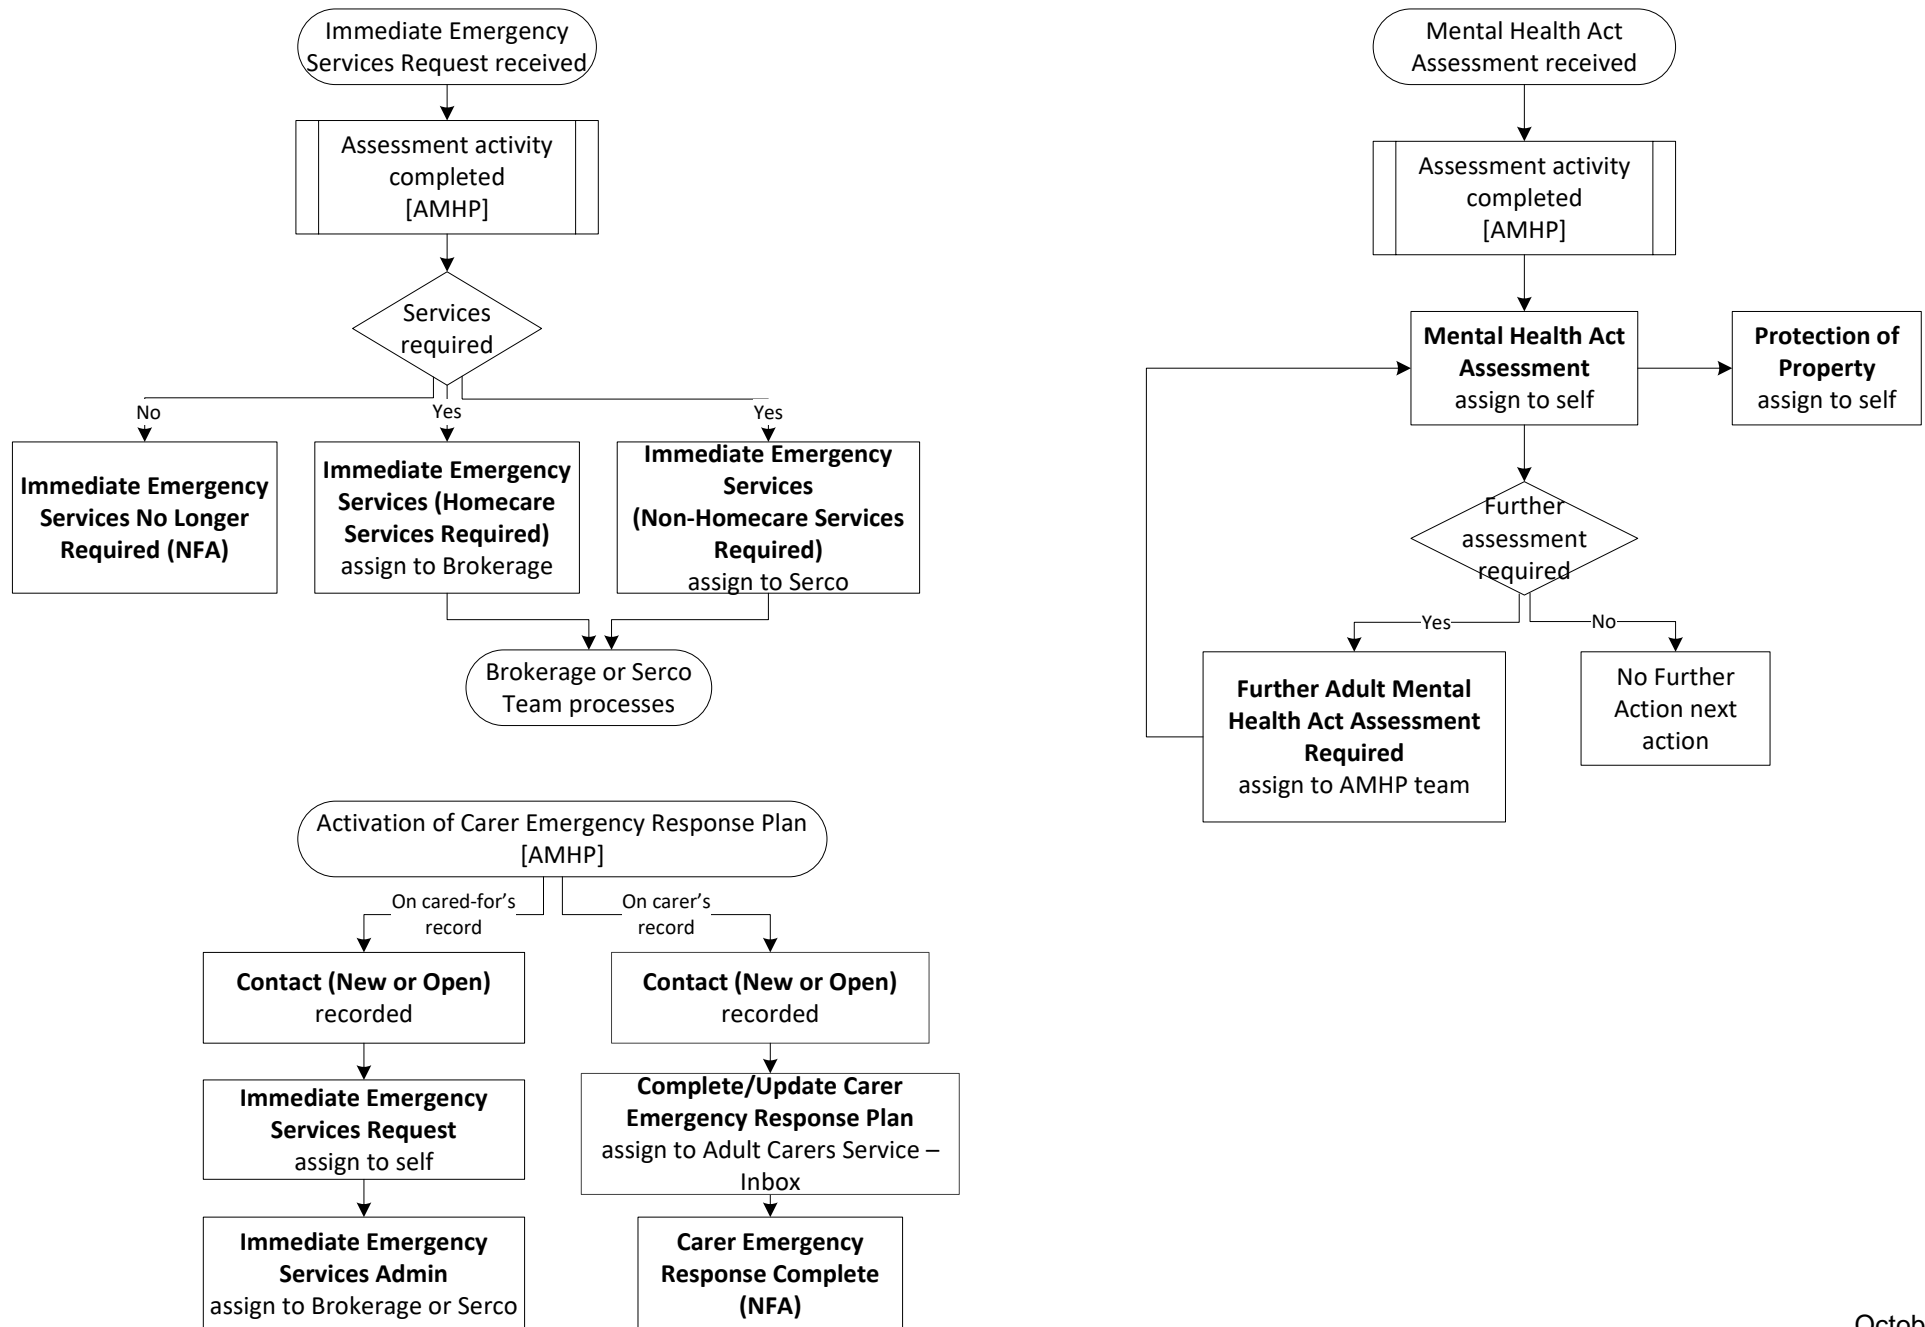 Immediate Emergency
Services Request received
Assessment activity
completed
[AMHP]
Services
required
No
Yes
Yes
Immediate Emergency
Services No Longer
Required (NFA)
Immediate Emergency
Services (Homecare
Services Required)
assign to Brokerage
Immediate Emergency
Services
(Non-Homecare Services
Required)
assign to Serco
Brokerage or Serco
Team processes
Mental Health Act
Assessment received
Assessment activity
completed
[AMHP]
Mental Health Act
Assessment
assign to self
Protection of
Property
assign to self
Further
assessment
required
Yes
No
Further Adult Mental
Health Act Assessment
Required
assign to AMHP team
No Further
Action next
action
Activation of Carer Emergency Response Plan
[AMHP]
On cared-for’s
record
On carer’s
record
Contact (New or Open)
recorded
Immediate Emergency
Services Request
assign to self
Immediate Emergency
Services Admin
assign to Brokerage or Serco
Contact (New or Open)
recorded
Complete/Update Carer
Emergency Response Plan
assign to Adult Carers Service –
Inbox
Carer Emergency
Response Complete
(NFA)
Octob